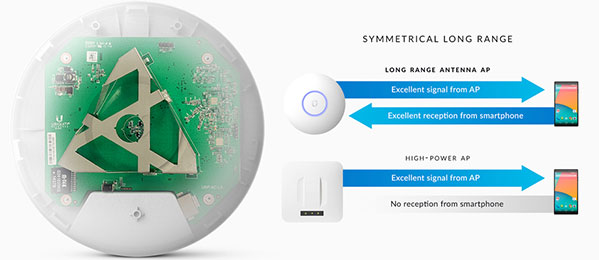 SYMMETRICAL LONG RANGE
LONG RANGE ANTENNA AP
Excellent signal from AP
Excellent reception from smartphone
HIGH-POWER AP
Excellent signal from AP
No reception from smartphone